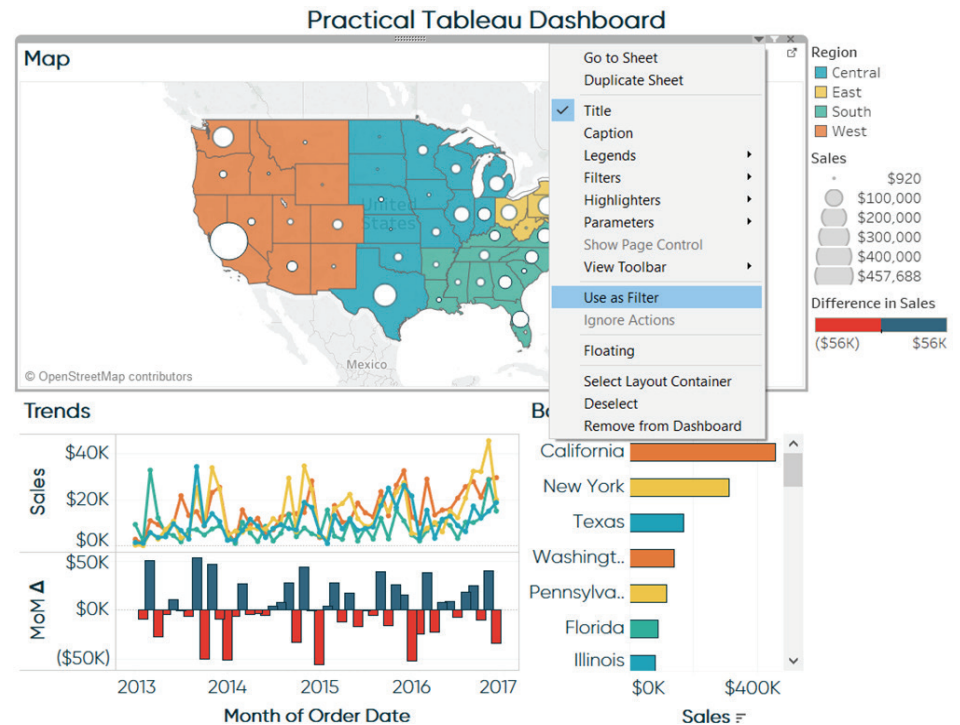 Practical Tableau Dashboard
Map
United
States
Mexico
© OpenStreetMap contributors
Go to Sheet
Duplicate Sheet
Title
Caption
Legends
Filters
Highlighters
Parameters
Show Page Control
View Toolbar
Use as Filter
Ignore Actions
Floating
Select Layout Container
Deselect
Remove from Dashboard
Region
Central
East
South
West
Sales
$920
$100,000
$200,000
$300,000
$400,000
$457,688
Difference in Sales
($56K) $56K
Trends
Sales
$40K
$20K
$0K
MoM Δ
$50K
$0K
($50K)
2013 2014 2015 2016 2017
Month of Order Date
California
New York
Texas
Washingt..
Pennsylva..
Florida
Illinois
$0K $400K
Sales